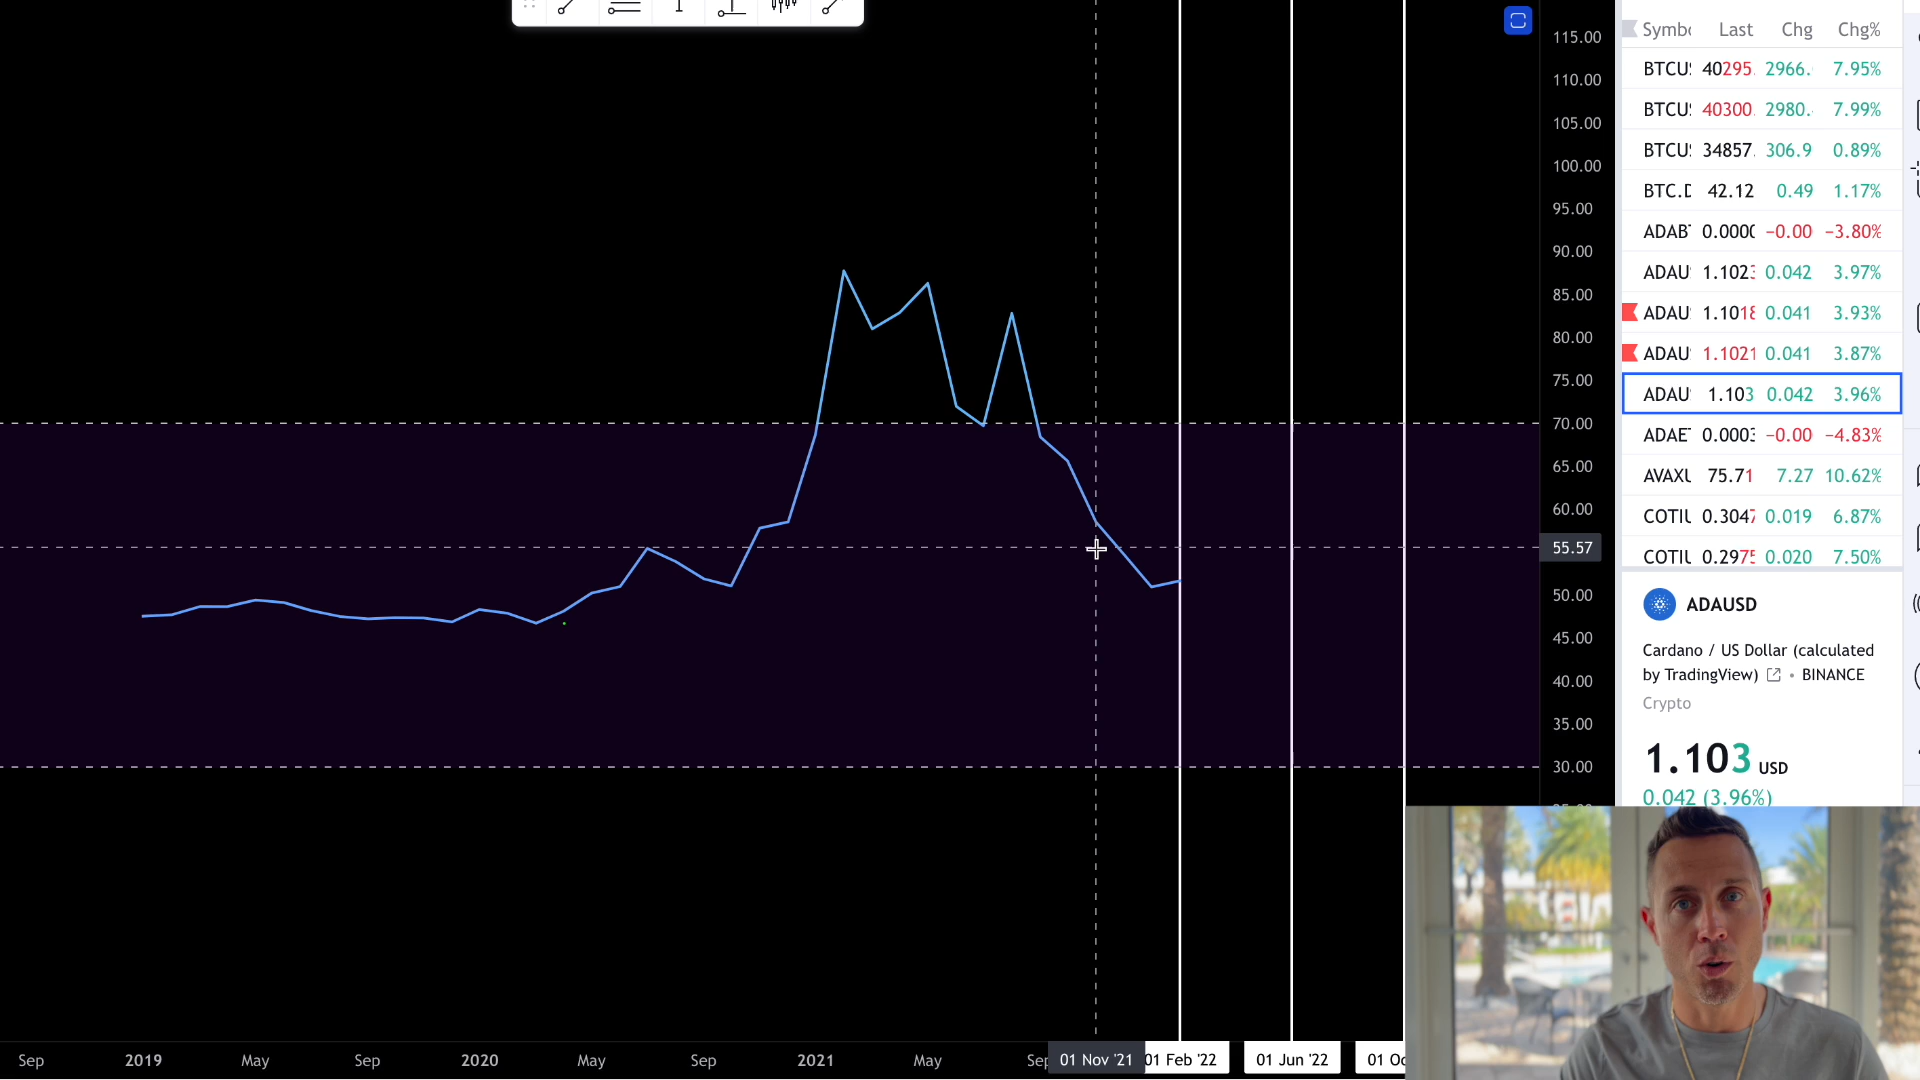 115.00
110.00
105.00
100.00
95.00
90.00
85.00
80.00
75.00
70.00
65.00
60.00
55.57
50.00
45.00
40.00
35.00
30.00
Sep 2019 May Sep 2020 May Sep 2021 May Sep 01 Nov '21 01 Feb '22 01 Jun '22 01 Oc
Symbo Last Chg Chg%
BTCU 40295. 2966. 7.95%
BTCU 40300. 2980. 7.99%
BTCU 34857. 306.9 0.89%
BTC.D 42.12 0.49 1.17%
ADAB 0.0000 −0.00 −3.80%
ADAU 1.1023 0.042 3.97%
ADAU 1.1018 0.041 3.93%
ADAU 1.1021 0.041 3.87%
ADAU 1.103 0.042 3.96%
ADAE 0.0003 −0.00 −4.83%
AVAXU 75.71 7.27 10.62%
COTIU 0.3047 0.019 6.87%
COTIU 0.2975 0.020 7.50%
ADAUSD
Cardano / US Dollar (calculated
by TradingView) • BINANCE
Crypto
1.103 USD
0.042 (3.96%)